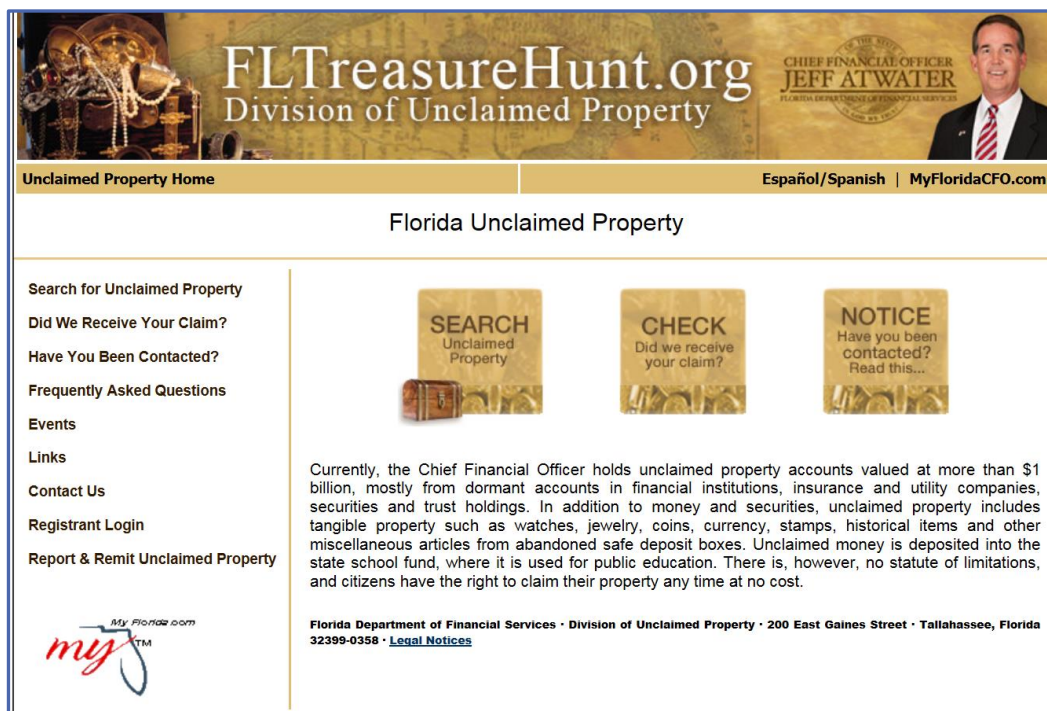 FLTreasureHunt.org
Division of Unclaimed Property
CHIEF FINANCIAL OFFICER
JEFF ATWATER
FLORIDA DEPARTMENT OF FINANCIAL SERVICES
Unclaimed Property Home
Español/Spanish | MyFloridaCFO.com
Florida Unclaimed Property
Search for Unclaimed Property
Did We Receive Your Claim?
Have You Been Contacted?
Frequently Asked Questions
Events
Links
Contact Us
Registrant Login
Report & Remit Unclaimed Property
My Florida.com
my TM
SEARCH
Unclaimed
Property
CHECK
Did we receive
your claim?
NOTICE
Have you been
contacted?
Read this...
Currently, the Chief Financial Officer holds unclaimed property accounts valued at more than $1
billion, mostly from dormant accounts in financial institutions, insurance and utility companies,
securities and trust holdings. In addition to money and securities, unclaimed property includes
tangible property such as watches, jewelry, coins, currency, stamps, historical items and other
miscellaneous articles from abandoned safe deposit boxes. Unclaimed money is deposited into the
state school fund, where it is used for public education. There is, however, no statute of limitations,
and citizens have the right to claim their property any time at no cost.
Florida Department of Financial Services · Division of Unclaimed Property · 200 East Gaines Street · Tallahassee, Florida
32399-0358 · Legal Notices